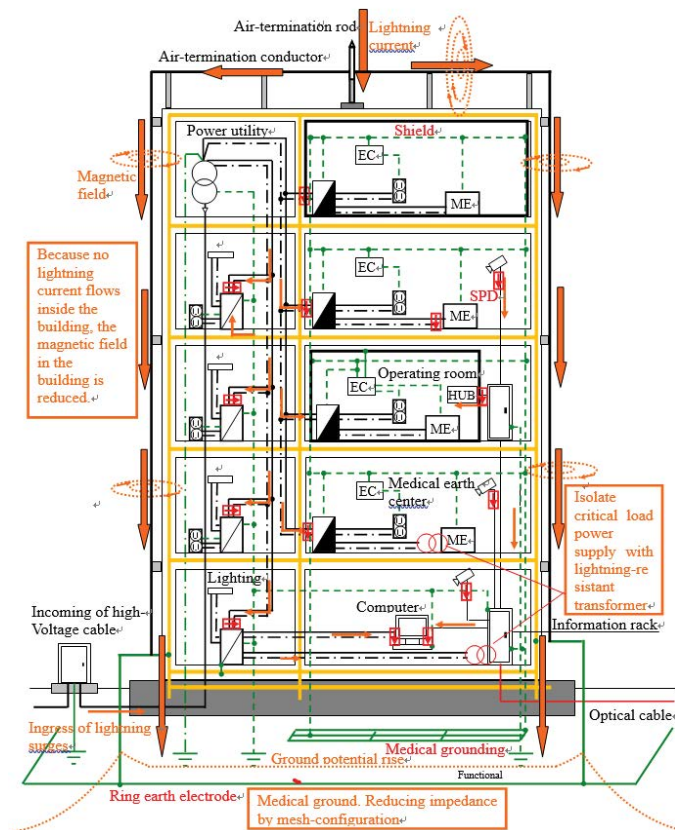 Air-termination rod
Lightning
current
Air-termination conductor
Power utility
Shield
EC
ME
Magnetic
field
Because no
lightning
current flows
inside the
building, the
magnetic field
in the
building is
reduced.
EC
SPD
ME
Operating room
EC
HUB
ME
Medical earth
center
EC
ME
Isolate
critical load
power
supply with
lightning-re
sistant
transformer
Lighting
Computer
Incoming of high-
Voltage cable
Information rack
Optical cable
Ingress of lightning
surges
Medical grounding
Ground potential rise
Functional
Ring earth electrode
Medical ground. Reducing impedance
by mesh-configuration